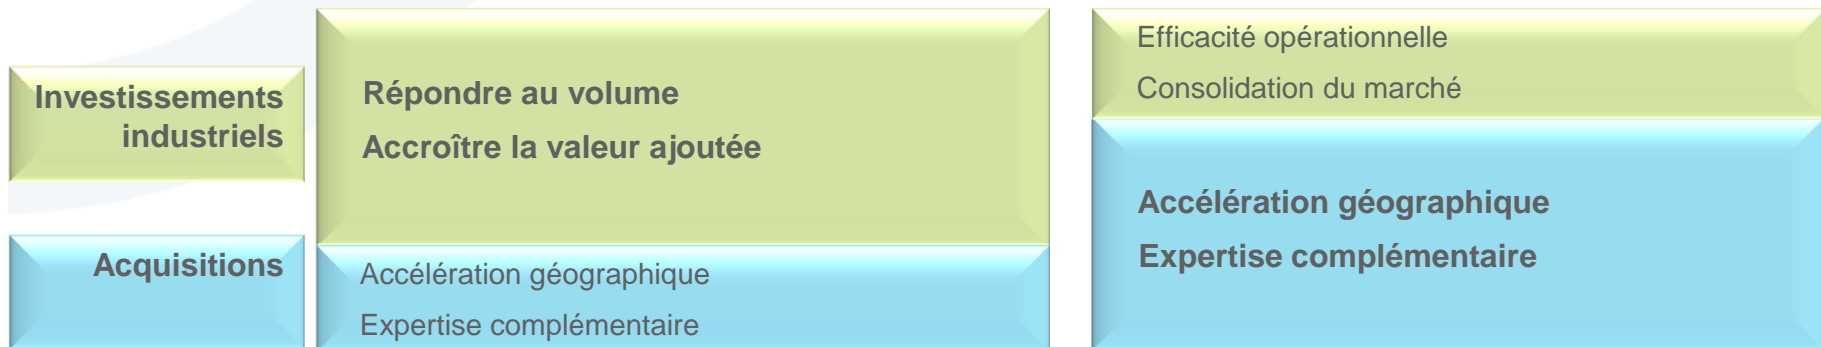 Investissements
industriels
Acquisitions
Répondre au volume
Accroître la valeur ajoutée
Accélération géographique
Expertise complémentaire
Efficacité opérationnelle
Consolidation du marché
Accélération géographique
Expertise complémentaire